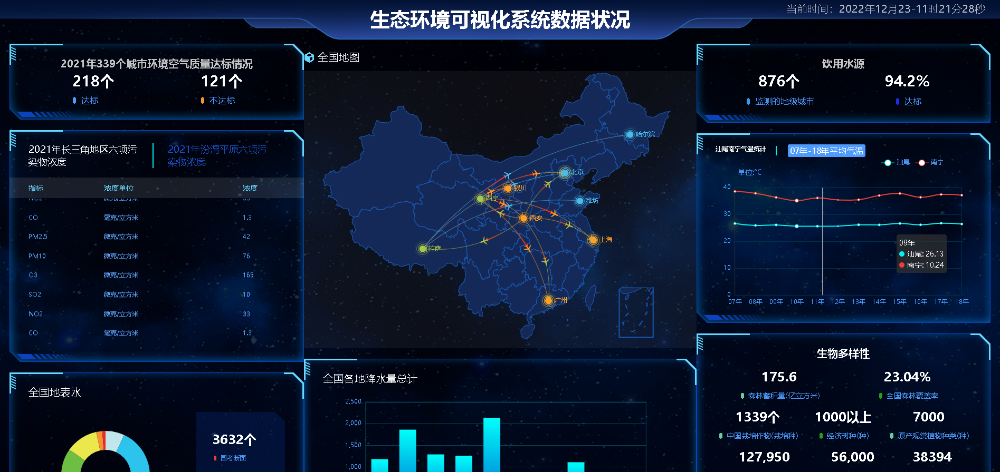 生态环境可视化系统数据状况
当前时间：2022年12月23-11时21分28秒
2021年339个城市环境空气质量达标情况
218个 121个
达标 不达标
2021年长三角地区六项污
染物浓度
2021年汾渭平原六项污
染物浓度
指标 浓度单位 浓度
NO2 微克/立方米 33
CO 毫克/立方米 1.3
PM2.5 微克/立方米 42
PM10 微克/立方米 76
O3 微克/立方米 165
SO2 微克/立方米 10
NO2 微克/立方米 33
CO 毫克/立方米 1.3
全国地表水
3632个
国考断面
全国地图
哈尔滨
北京
银川
西宁
潍坊
西安
上海
拉萨
广州
全国各地降水量总计
2,500
2,000
1,500
1,000
饮用水源
876个 94.2%
监测的地级城市 达标
汕尾南宁气温统计
07年-18年平均气温
汕尾 南宁
单位:°C
40
30
20
10
0
09年
汕尾: 26.13
南宁: 10.24
07年 08年 09年 10年 11年 12年 13年 14年 15年 16年 17年 18年
生物多样性
175.6 23.04%
森林蓄积量(亿立方米) 全国森林覆盖率
1339个 1000以上 7000
中国栽培作物(栽培种) 经济树种(种) 原产观赏植物种类(种)
127,950 56,000 38394